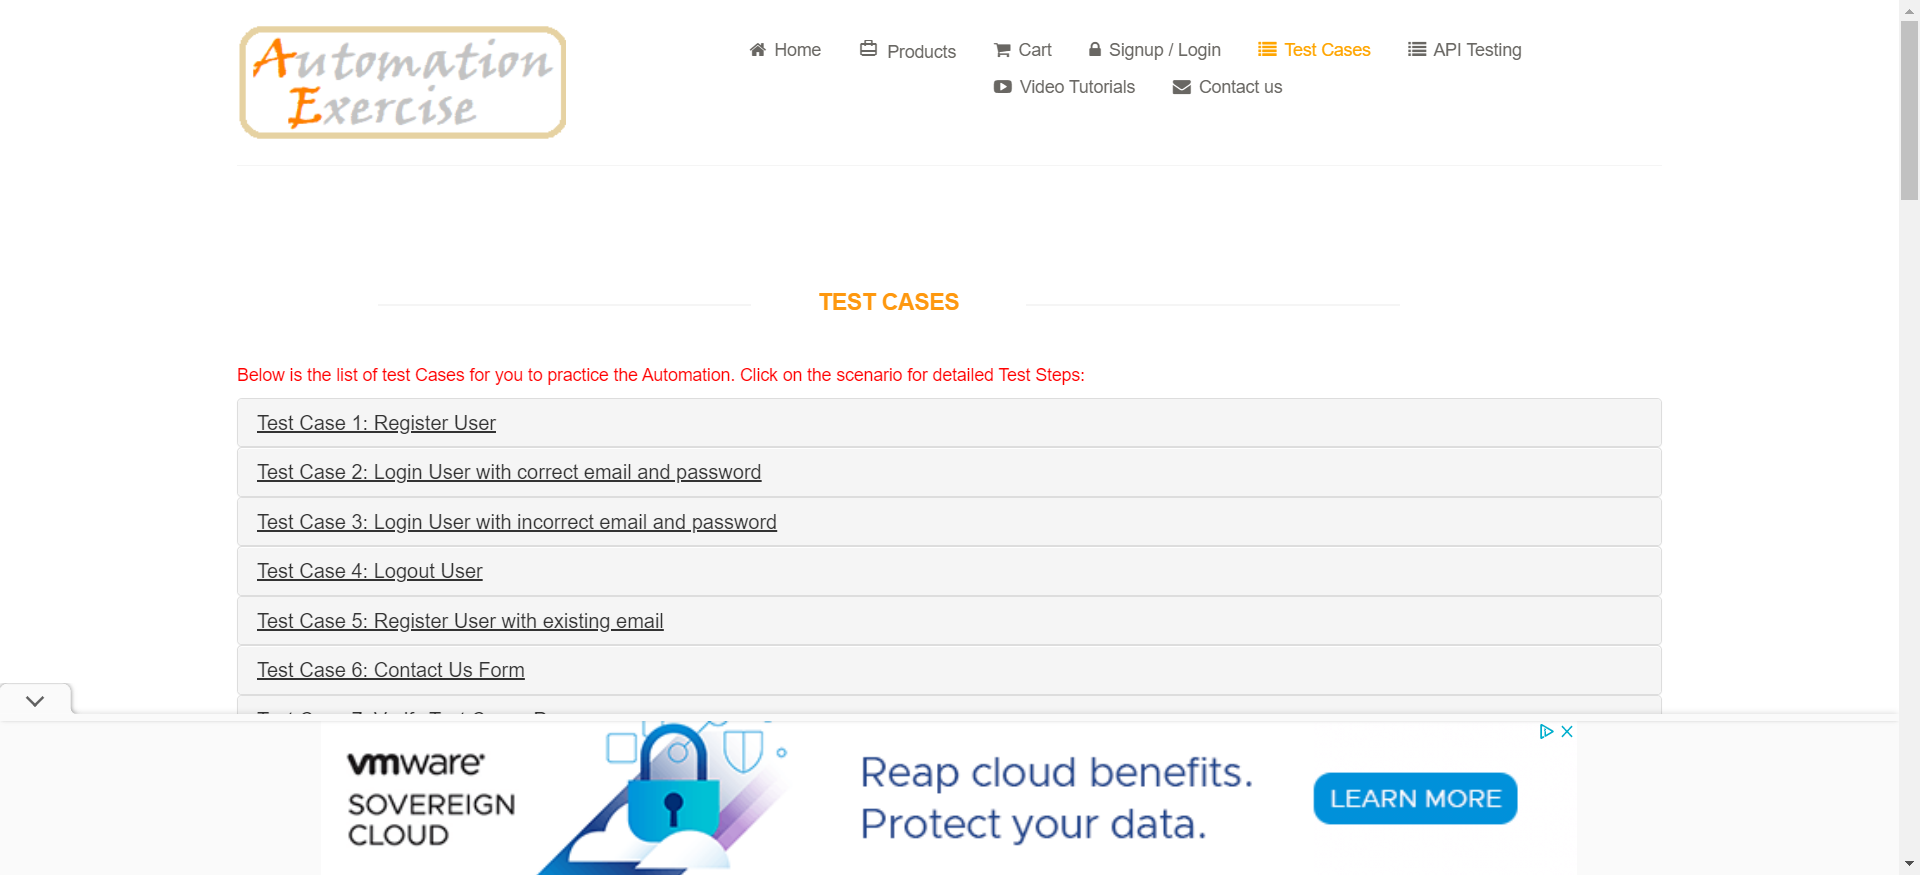 Automation
Exercise
Home
Products
Cart
Signup / Login
Test Cases
API Testing
Video Tutorials
Contact us
TEST CASES
Below is the list of test Cases for you to practice the Automation. Click on the scenario for detailed Test Steps:
Test Case 1: Register User
Test Case 2: Login User with correct email and password
Test Case 3: Login User with incorrect email and password
Test Case 4: Logout User
Test Case 5: Register User with existing email
Test Case 6: Contact Us Form
vmware
SOVEREIGN
CLOUD
Reap cloud benefits.
Protect your data.
LEARN MORE